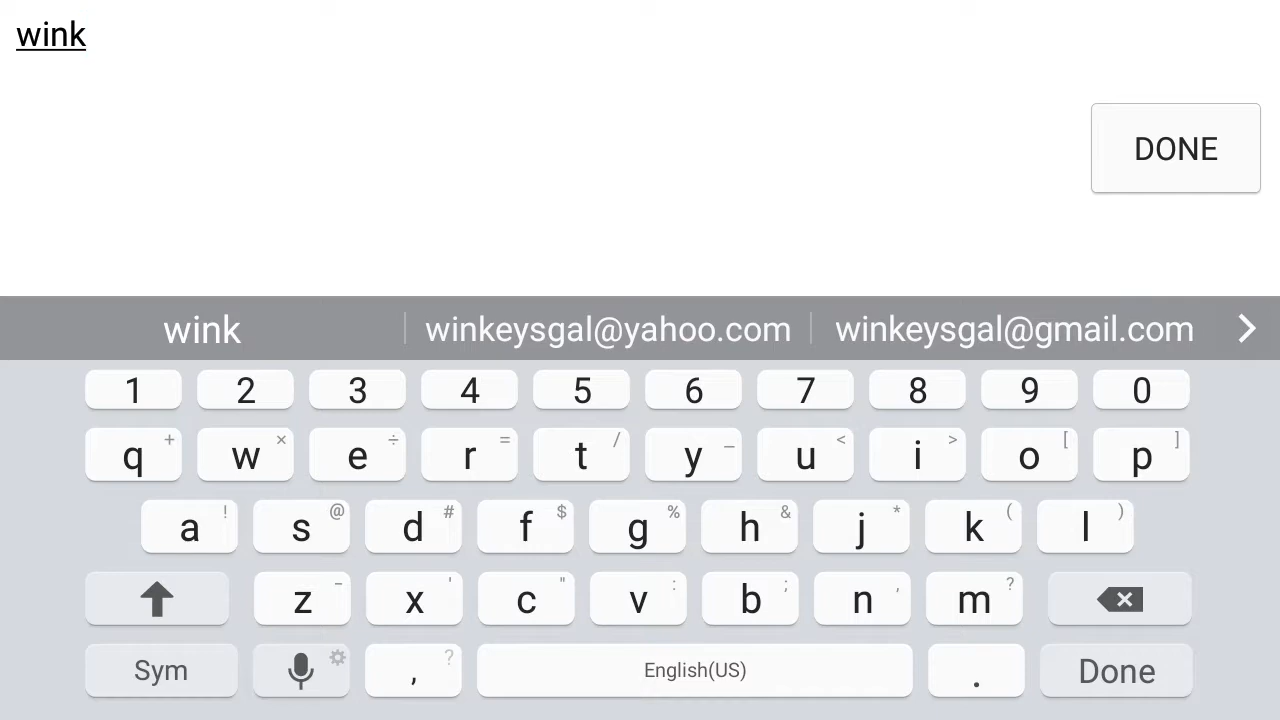 wink
DONE
wink winkeysgal@yahoo.com winkeysgal@gmail.com
1 2 3 4 5 6 7 8 9 0
q + w × e ÷ r = t / y _ u < i > o [ p ]
a ! s @ d # f $ g % h & j * k ( l )
z - x ' c " v : b ; n , m ?
Sym , ? English(US) . Done